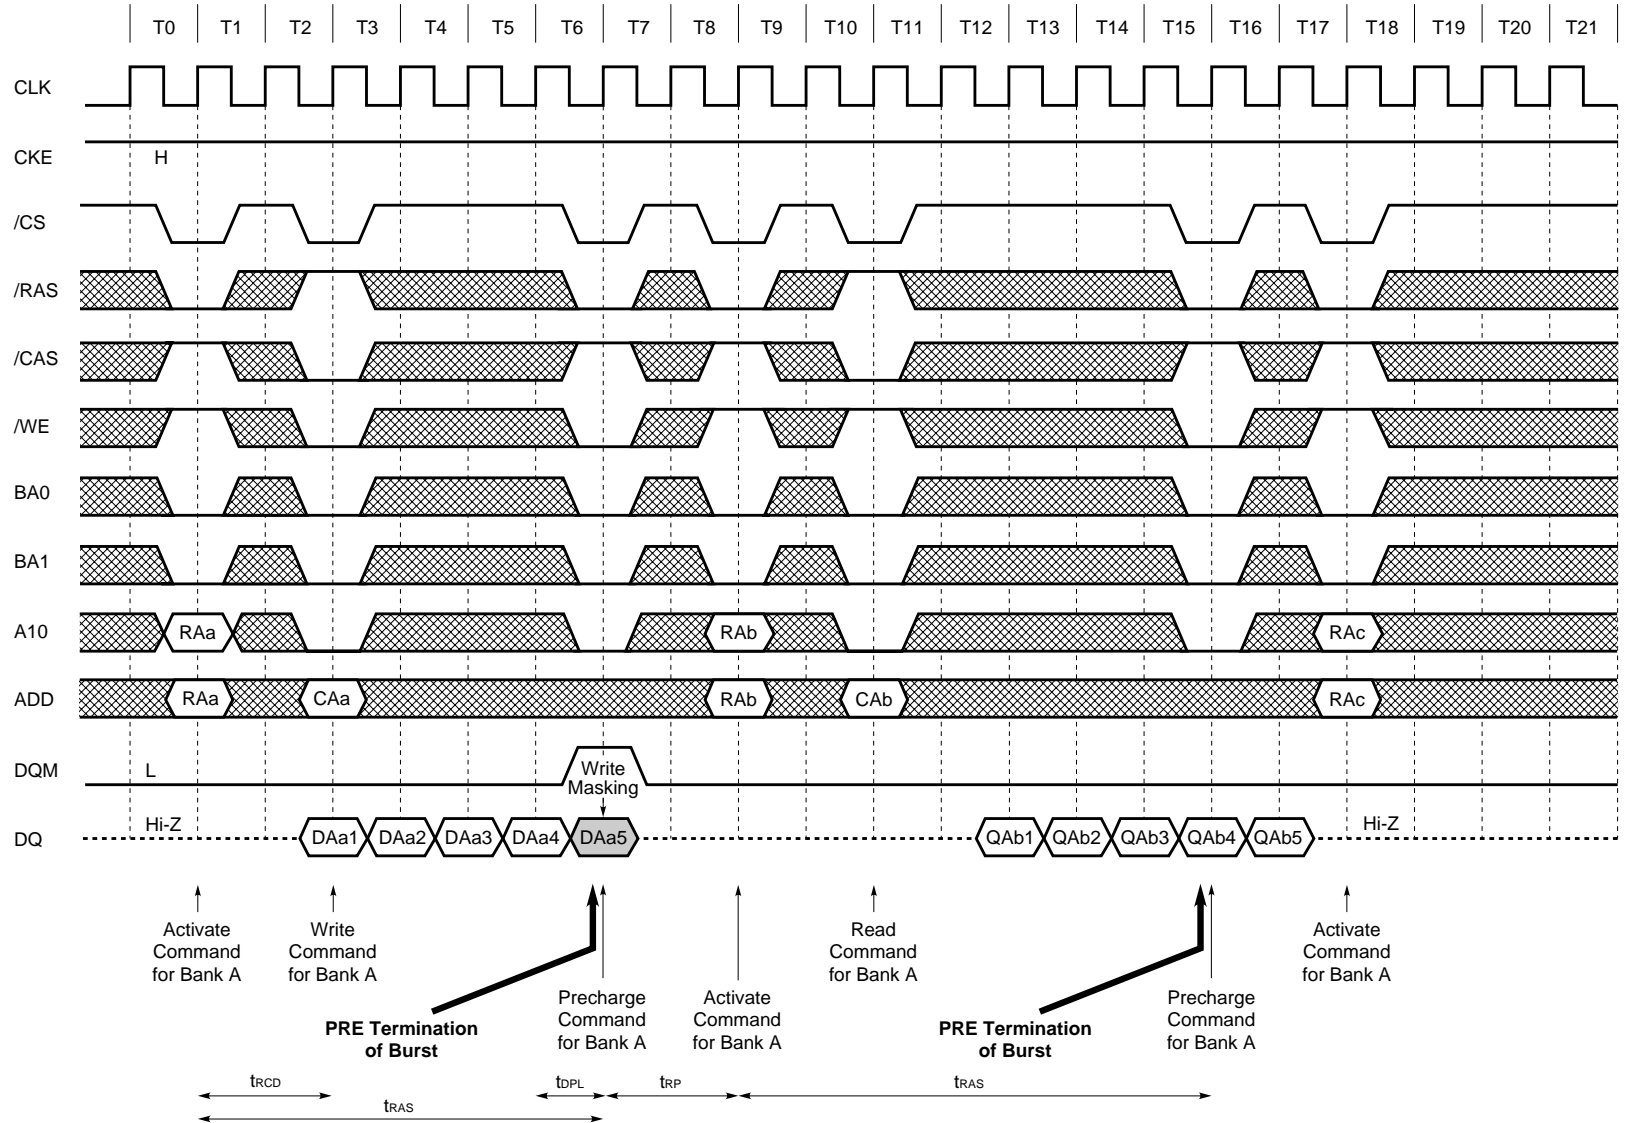 T0 T1 T2 T3 T4 T5 T6 T7 T8 T9 T10 T11 T12 T13 T14 T15 T16 T17 T18 T19 T20 T21
CLK
CKE H
/CS
/RAS
/CAS
/WE
BA0
BA1
A10 RAa RAb RAc
ADD RAa CAa RAb CAb RAc
DQM L Write
Masking
DQ Hi-Z DAa1 DAa2 DAa3 DAa4 DAa5 QAb1 QAb2 QAb3 QAb4 QAb5 Hi-Z
Activate
Command
for Bank A
Write
Command
for Bank A
PRE Termination
of Burst
Precharge
Command
for Bank A
Activate
Command
for Bank A
Read
Command
for Bank A
PRE Termination
of Burst
Precharge
Command
for Bank A
Activate
Command
for Bank A
tRCD tDPL tRP tRAS
tRAS